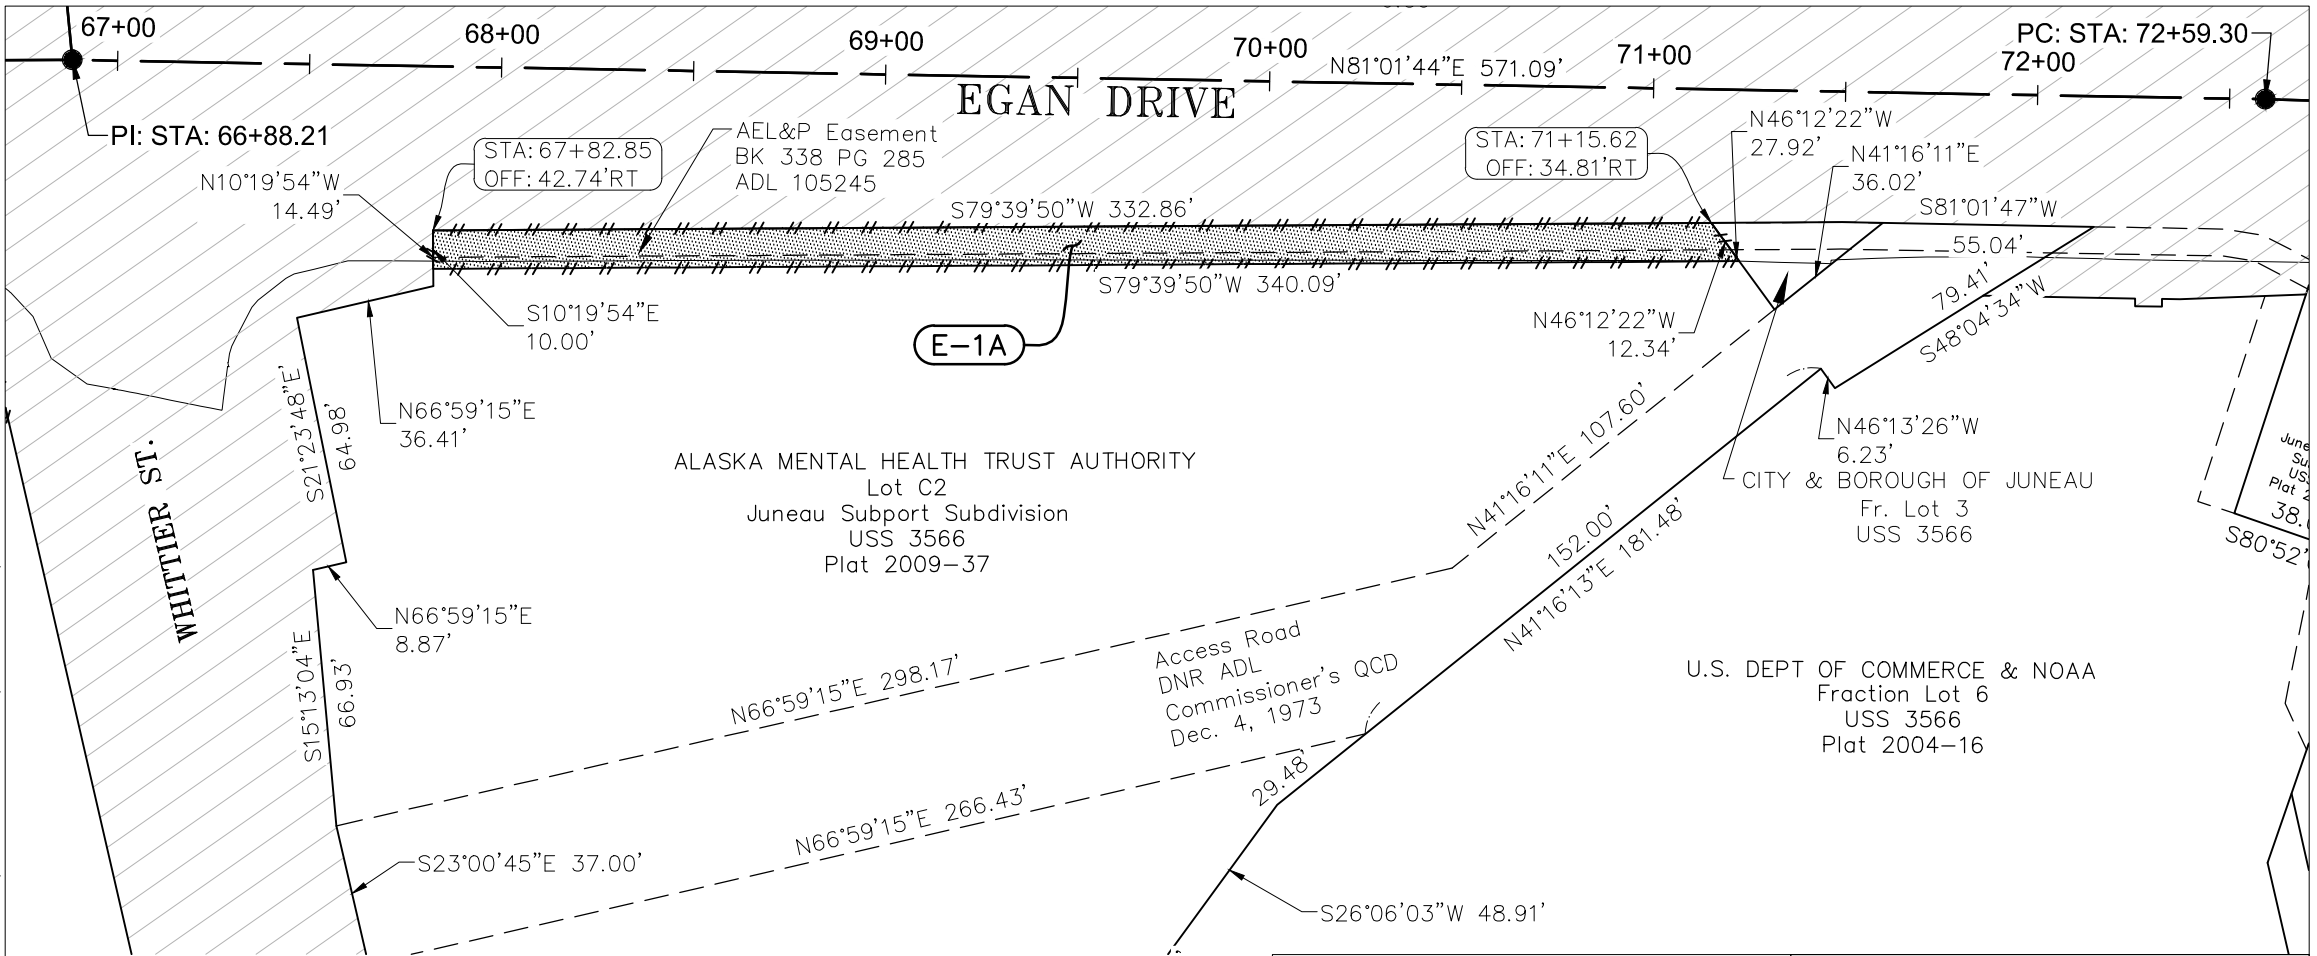 67+00
68+00
69+00
70+00
71+00
72+00
PC: STA: 72+59.30
N81°01'44"E 571.09'
EGAN DRIVE
PI: STA: 66+88.21
STA: 67+82.85
OFF: 42.74'RT
AEL&P Easement
BK 338 PG 285
ADL 105245
STA: 71+15.62
OFF: 34.81'RT
N46°12'22"W
27.92'
N41°16'11"E
36.02'
N10°19'54"W
14.49'
S79°39'50"W 332.86'
S81°01'47"W
55.04'
S79°39'50"W 340.09'
79.41'
S48°04'34"W
S10°19'54"E
10.00'
E-1A
N46°12'22"W
12.34'
S21°23'48"E'
64.98'
N66°59'15"E
36.41'
N46°13'26"W
6.23'
CITY & BOROUGH OF JUNEAU
Fr. Lot 3
USS 3566
ALASKA MENTAL HEALTH TRUST AUTHORITY
Lot C2
Juneau Subport Subdivision
USS 3566
Plat 2009-37
N41°16'11"E 107.60'
152.00'
N41°16'13"E 181.48'
WHITTIER ST.
38.
S80°52'
N66°59'15"E
8.87'
S15°13'04"E
66.93'
N66°59'15"E 298.17'
Access Road
DNR ADL
Commissioner's QCD
Dec. 4, 1973
U.S. DEPT OF COMMERCE & NOAA
Fraction Lot 6
USS 3566
Plat 2004-16
29.48'
N66°59'15"E 266.43'
S23°00'45"E 37.00'
S26°06'03"W 48.91'